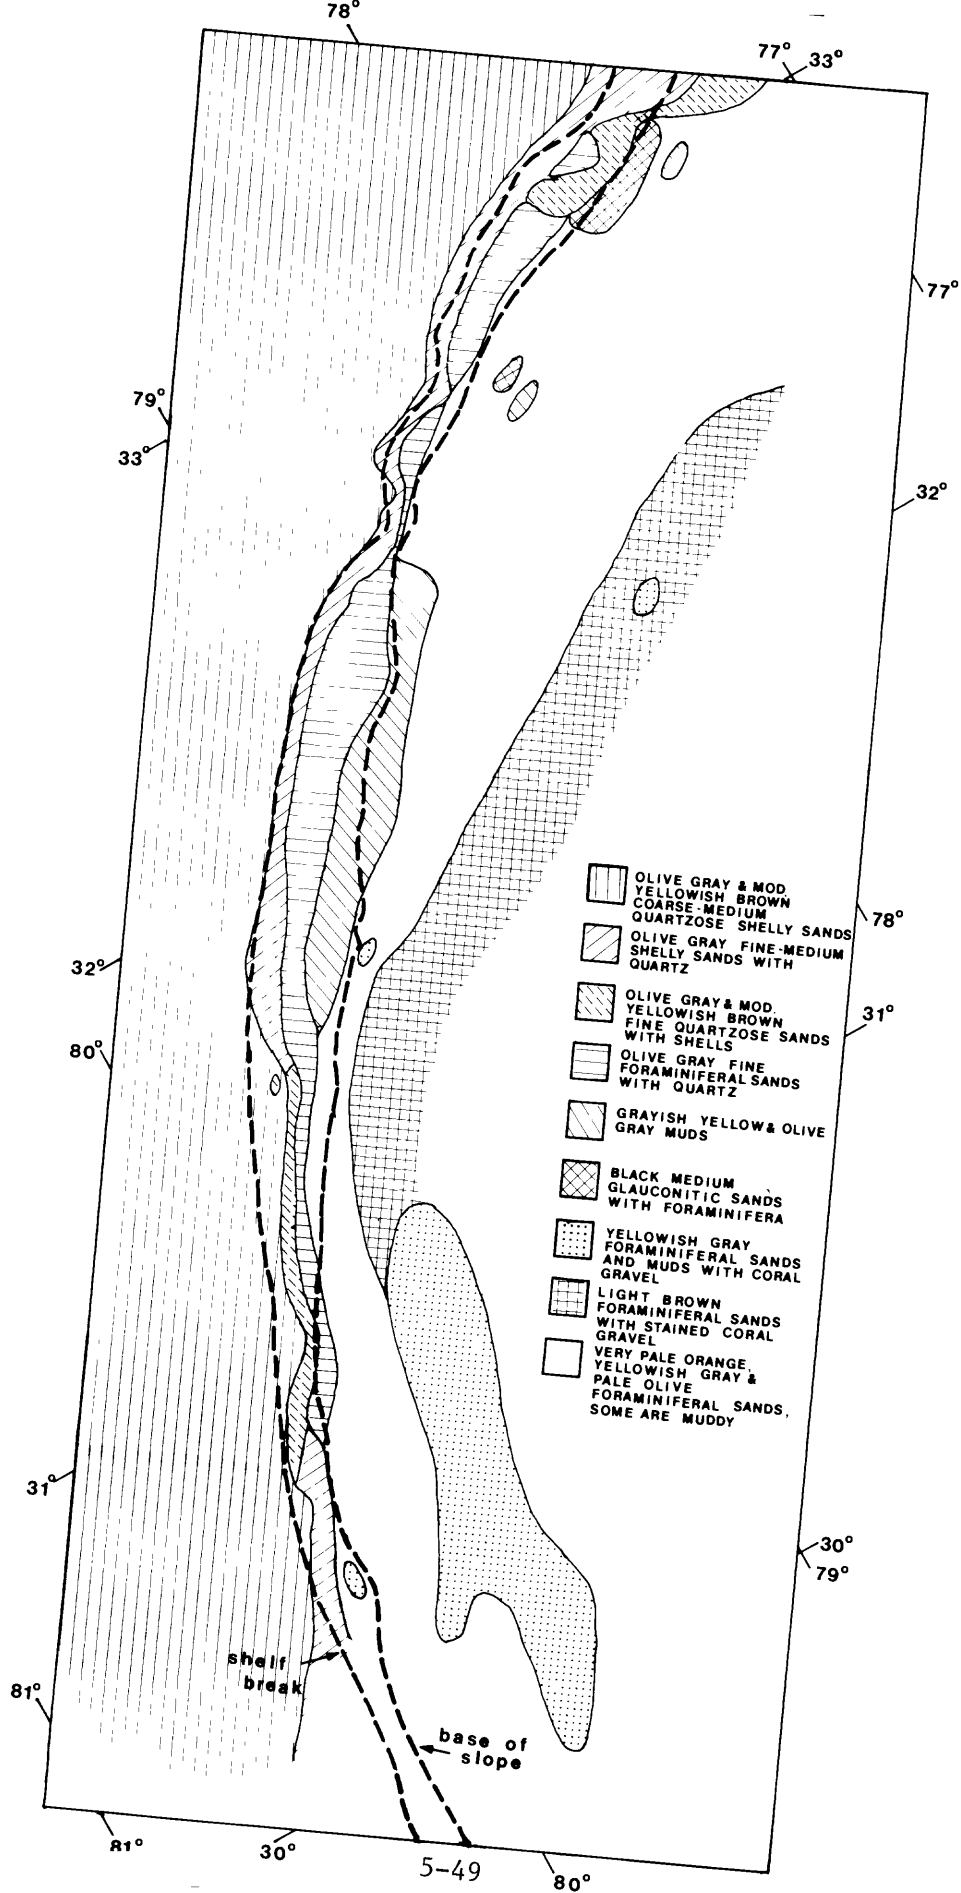 78°
77°
33°
77°
79°
33°
32°
OLIVE GRAY & MOD
YELLOWISH BROWN
COARSE-MEDIUM
QUARTZOSE SHELLY SANDS
OLIVE GRAY FINE-MEDIUM
SHELLY SANDS WITH
QUARTZ
78°
32°
OLIVE GRAY & MOD.
YELLOWISH BROWN
FINE QUARTZOSE SANDS
WITH SHELLS
31°
80°
OLIVE GRAY FINE
FORAMINIFERAL SANDS
WITH QUARTZ
GRAYISH YELLOW & OLIVE
GRAY MUDS
BLACK MEDIUM
GLAUCONITIC SANDS
WITH FORAMINIFERA
YELLOWISH GRAY
FORAMINIFERAL SANDS
AND MUDS WITH CORAL
GRAVEL
LIGHT BROWN
FORAMINIFERAL SANDS
WITH STAINED CORAL
GRAVEL
VERY PALE ORANGE,
YELLOWISH GRAY &
PALE OLIVE
FORAMINIFERAL SANDS,
SOME ARE MUDDY
31°
30°
79°
shelf
break
81°
base of
slope
81°
30°
5-49
80°